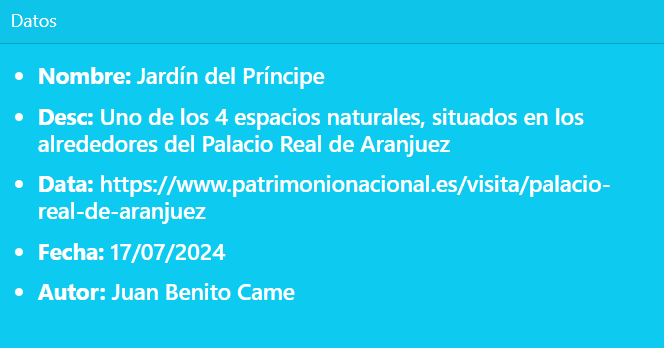 Datos
Nombre: Jardín del Príncipe
Desc: Uno de los 4 espacios naturales, situados en los
alrededores del Palacio Real de Aranjuez
Data: https://www.patrimonionacional.es/visita/palacio-
real-de-aranjuez
Fecha: 17/07/2024
Autor: Juan Benito Came